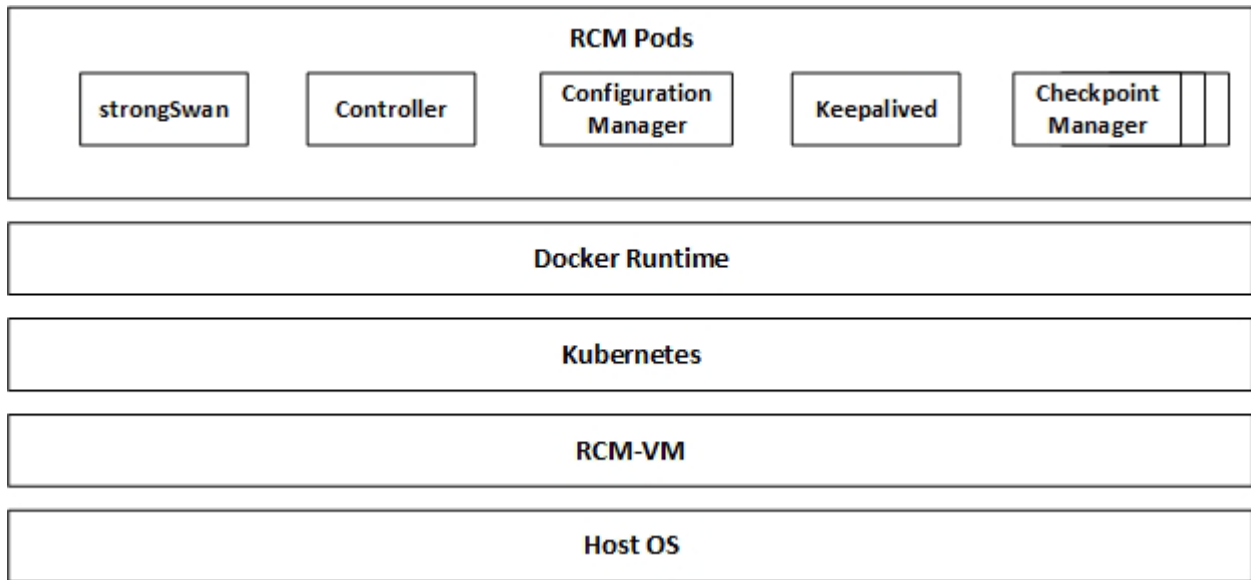 RCM Pods
strongSwan
Controller
Configuration
Manager
Keepalived
Checkpoint
Manager
Docker Runtime
Kubernetes
RCM-VM
Host OS